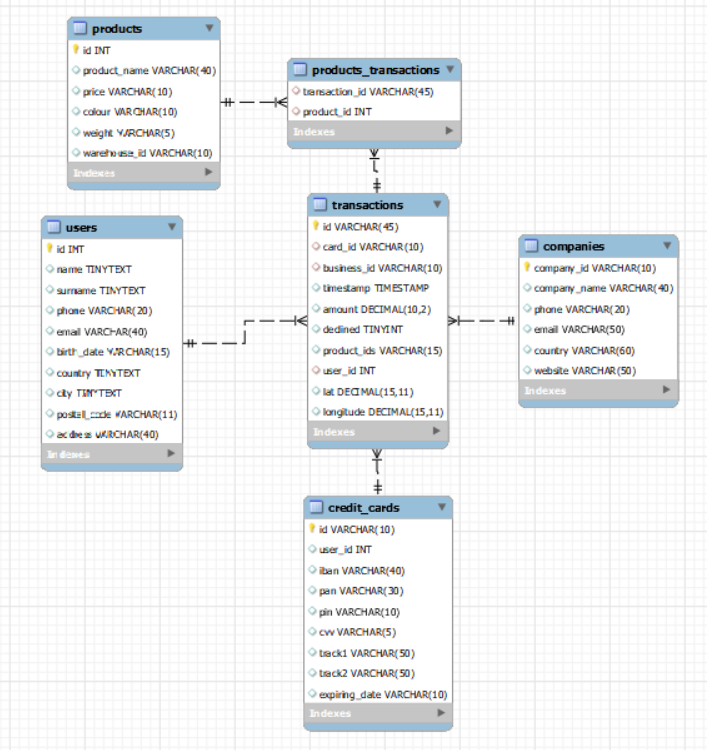 products
id INT
product_name VARCHAR(40)
price VARCHAR(10)
colour VARCHAR(10)
weight VARCHAR(5)
warehouse_id VARCHAR(10)
Indexes
products_transactions
transaction_id VARCHAR(45)
product_id INT
Indexes
users
id INT
name TINYTEXT
surname TINYTEXT
phone VARCHAR(20)
email VARCHAR(40)
birth_date VARCHAR(15)
country TINYTEXT
city TINYTEXT
postal_code VARCHAR(11)
address VARCHAR(40)
Indexes
transactions
id VARCHAR(45)
card_id VARCHAR(10)
business_id VARCHAR(10)
timestamp TIMESTAMP
amount DECIMAL(10,2)
declined TINYINT
product_ids VARCHAR(15)
user_id INT
lat DECIMAL(15,11)
longitude DECIMAL(15,11)
Indexes
companies
company_id VARCHAR(10)
company_name VARCHAR(40)
phone VARCHAR(20)
email VARCHAR(50)
country VARCHAR(60)
website VARCHAR(50)
Indexes
credit_cards
id VARCHAR(10)
user_id INT
iban VARCHAR(40)
pan VARCHAR(30)
pin VARCHAR(10)
cvv VARCHAR(5)
track1 VARCHAR(50)
track2 VARCHAR(50)
expiring_date VARCHAR(10)
Indexes